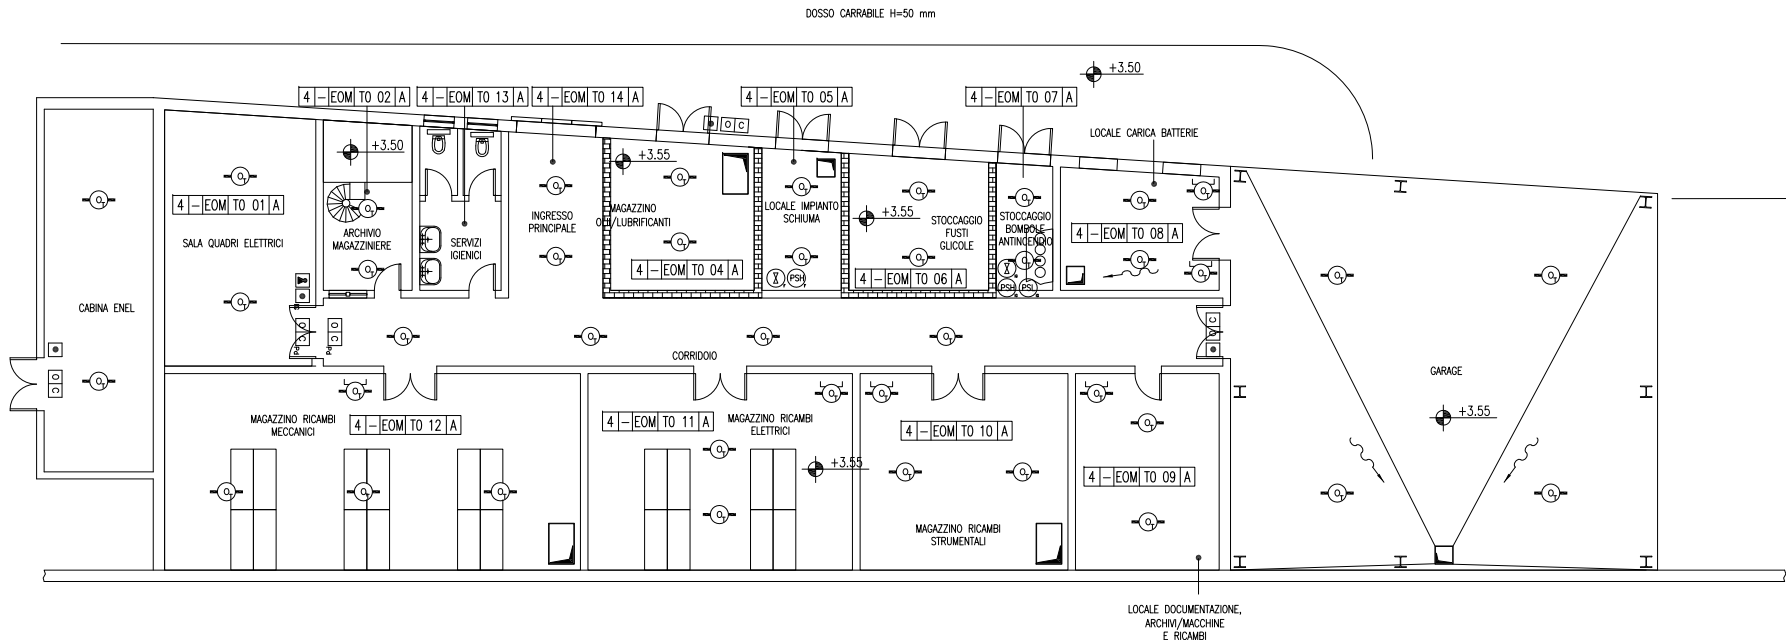 DOSSO CARRABILE H=50 mm
+3.50
4 - EOM TO 02 A
4 - EOM TO 13 A
4 - EOM TO 14 A
4 - EOM TO 05 A
4 - EOM TO 07 A
LOCALE CARICA BATTERIE
+3.50
+3.55
4 - EOM TO 01 A
SALA QUADRI ELETTRICI
ARCHIVIO
MAGAZZINIERE
SERVIZI
IGIENICI
INGRESSO
PRINCIPALE
MAGAZZINO
OLII/LUBRIFICANTI
4 - EOM TO 04 A
LOCALE IMPIANTO
SCHIUMA
PSH
+3.55
STOCCAGGIO
FUSTI
GLICOLE
4 - EOM TO 06 A
STOCCAGGIO
BOMBOLE
ANTINCENDIO
PSH
PSL
4 - EOM TO 08 A
CABINA ENEL
CORRIDOIO
GARAGE
+3.55
MAGAZZINO RICAMBI
MECCANICI
4 - EOM TO 12 A
4 - EOM TO 11 A
MAGAZZINO RICAMBI
ELETTRICI
+3.55
4 - EOM TO 10 A
MAGAZZINO RICAMBI
STRUMENTALI
4 - EOM TO 09 A
LOCALE DOCUMENTAZIONE,
ARCHIVI/MACCHINE
E RICAMBI